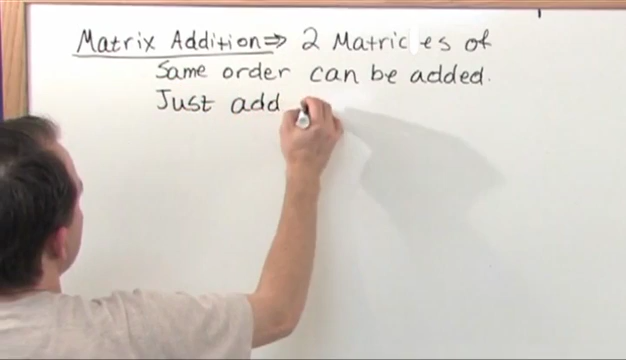 Matrix Addition⇒ 2 Matrices of
Same order can be added.
Just add